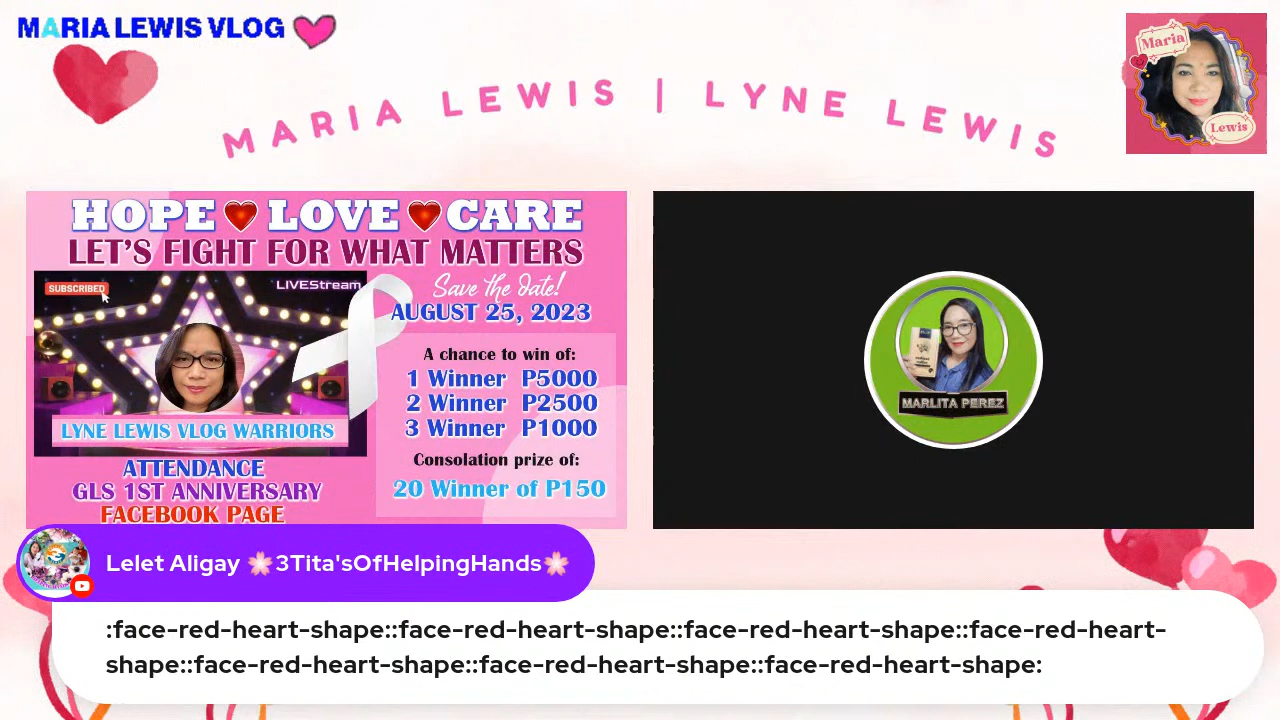 MARIA LEWIS VLOG
MARIA LEWIS | LYNE LEWIS
Maria
Lewis
HOPE LOVE CARE
LET'S FIGHT FOR WHAT MATTERS
SUBSCRIBED
LIVEStream
LYNE LEWIS VLOG WARRIORS
ATTENDANCE
GLS 1ST ANNIVERSARY
FACEBOOK PAGE
Save the date!
AUGUST 25, 2023
A chance to win of:
1 Winner P5000
2 Winner P2500
3 Winner P1000
Consolation prize of:
20 Winner of P150
MARLITA PEREZ
Lelet Aligay 🌸3Tita'sOfHelpingHands🌸
:face-red-heart-shape::face-red-heart-shape::face-red-heart-shape::face-red-heart-
shape::face-red-heart-shape::face-red-heart-shape::face-red-heart-shape: